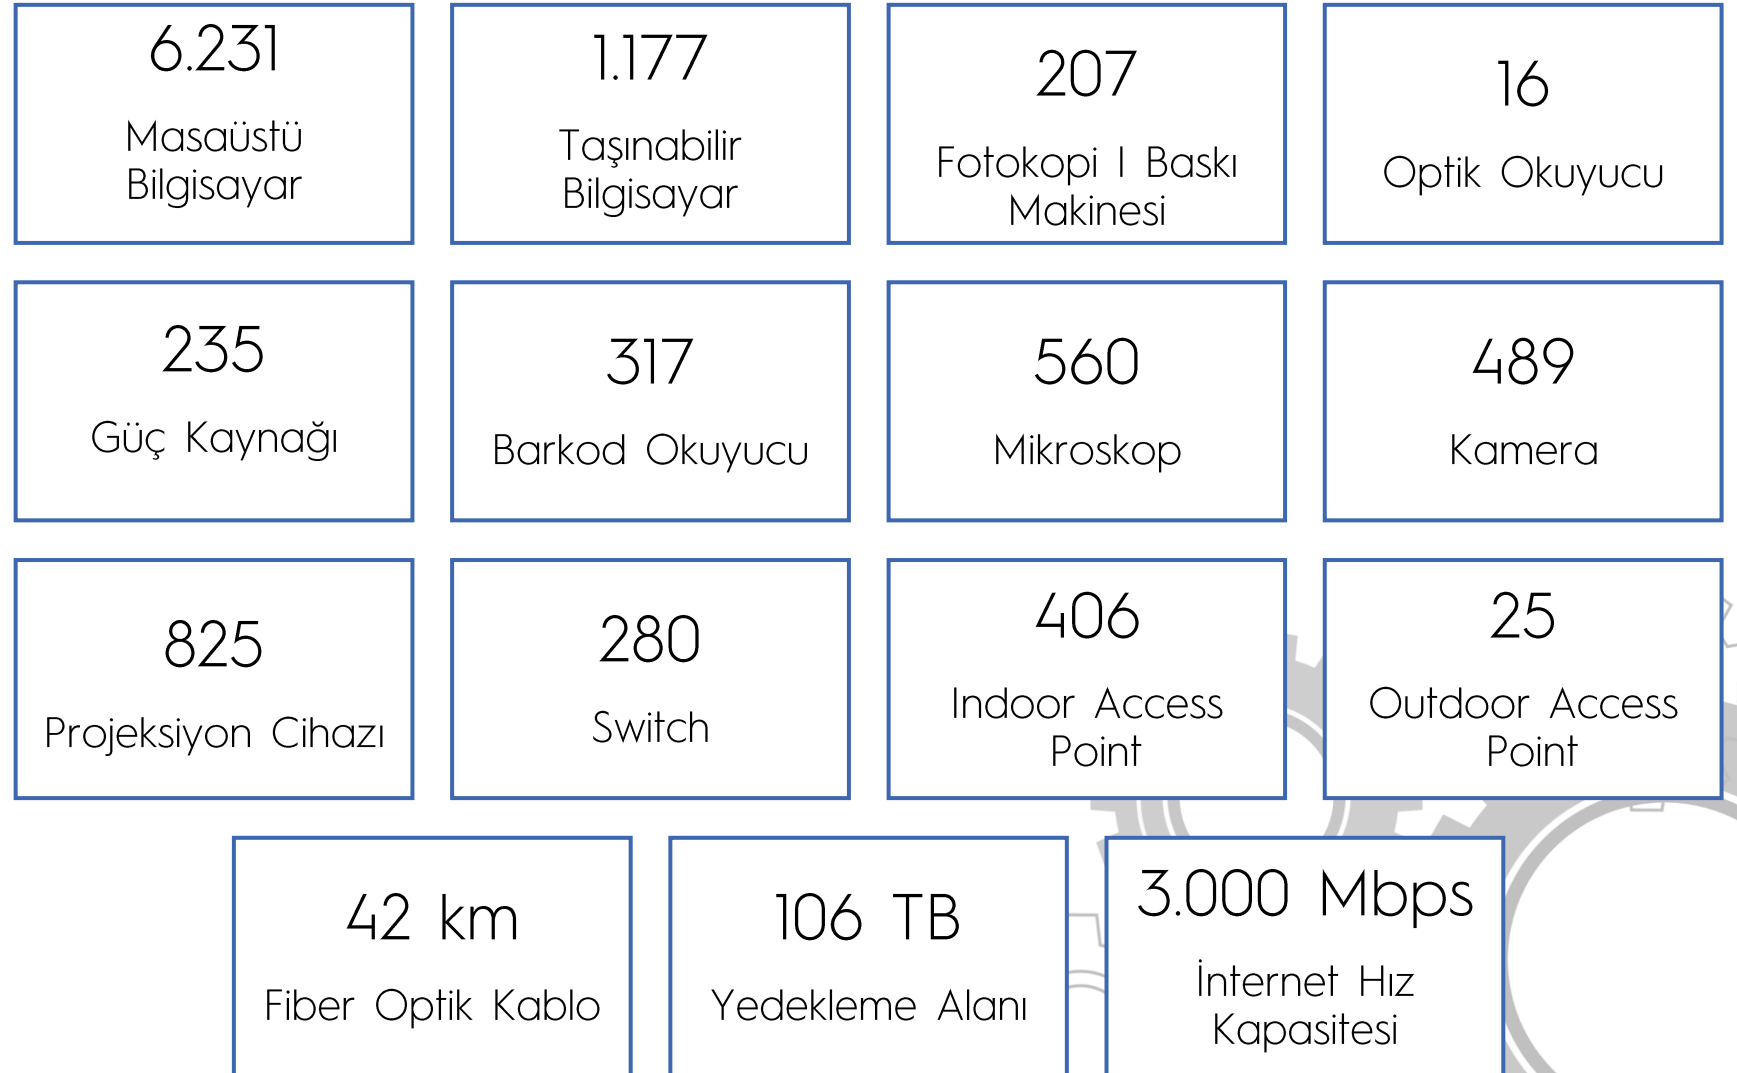 6.231
Masaüstü
Bilgisayar
1.177
Taşınabilir
Bilgisayar
207
Fotokopi I Baskı
Makinesi
16
Optik Okuyucu
235
Güç Kaynağı
317
Barkod Okuyucu
560
Mikroskop
489
Kamera
825
Projeksiyon Cihazı
280
Switch
406
Indoor Access
Point
25
Outdoor Access
Point
42 km
Fiber Optik Kablo
106 TB
Yedekleme Alanı
3.000 Mbps
İnternet Hız
Kapasitesi